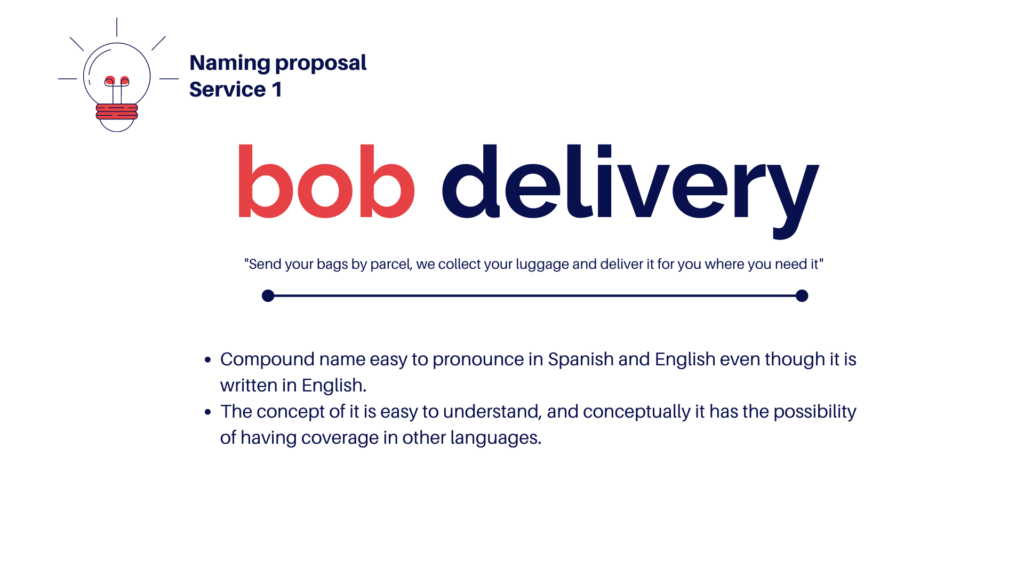 Naming proposal
Service 1
bob delivery
"Send your bags by parcel, we collect your luggage and deliver it for you where you need it"
• Compound name easy to pronounce in Spanish and English even though it is
written in English.
• The concept of it is easy to understand, and conceptually it has the possibility
of having coverage in other languages.